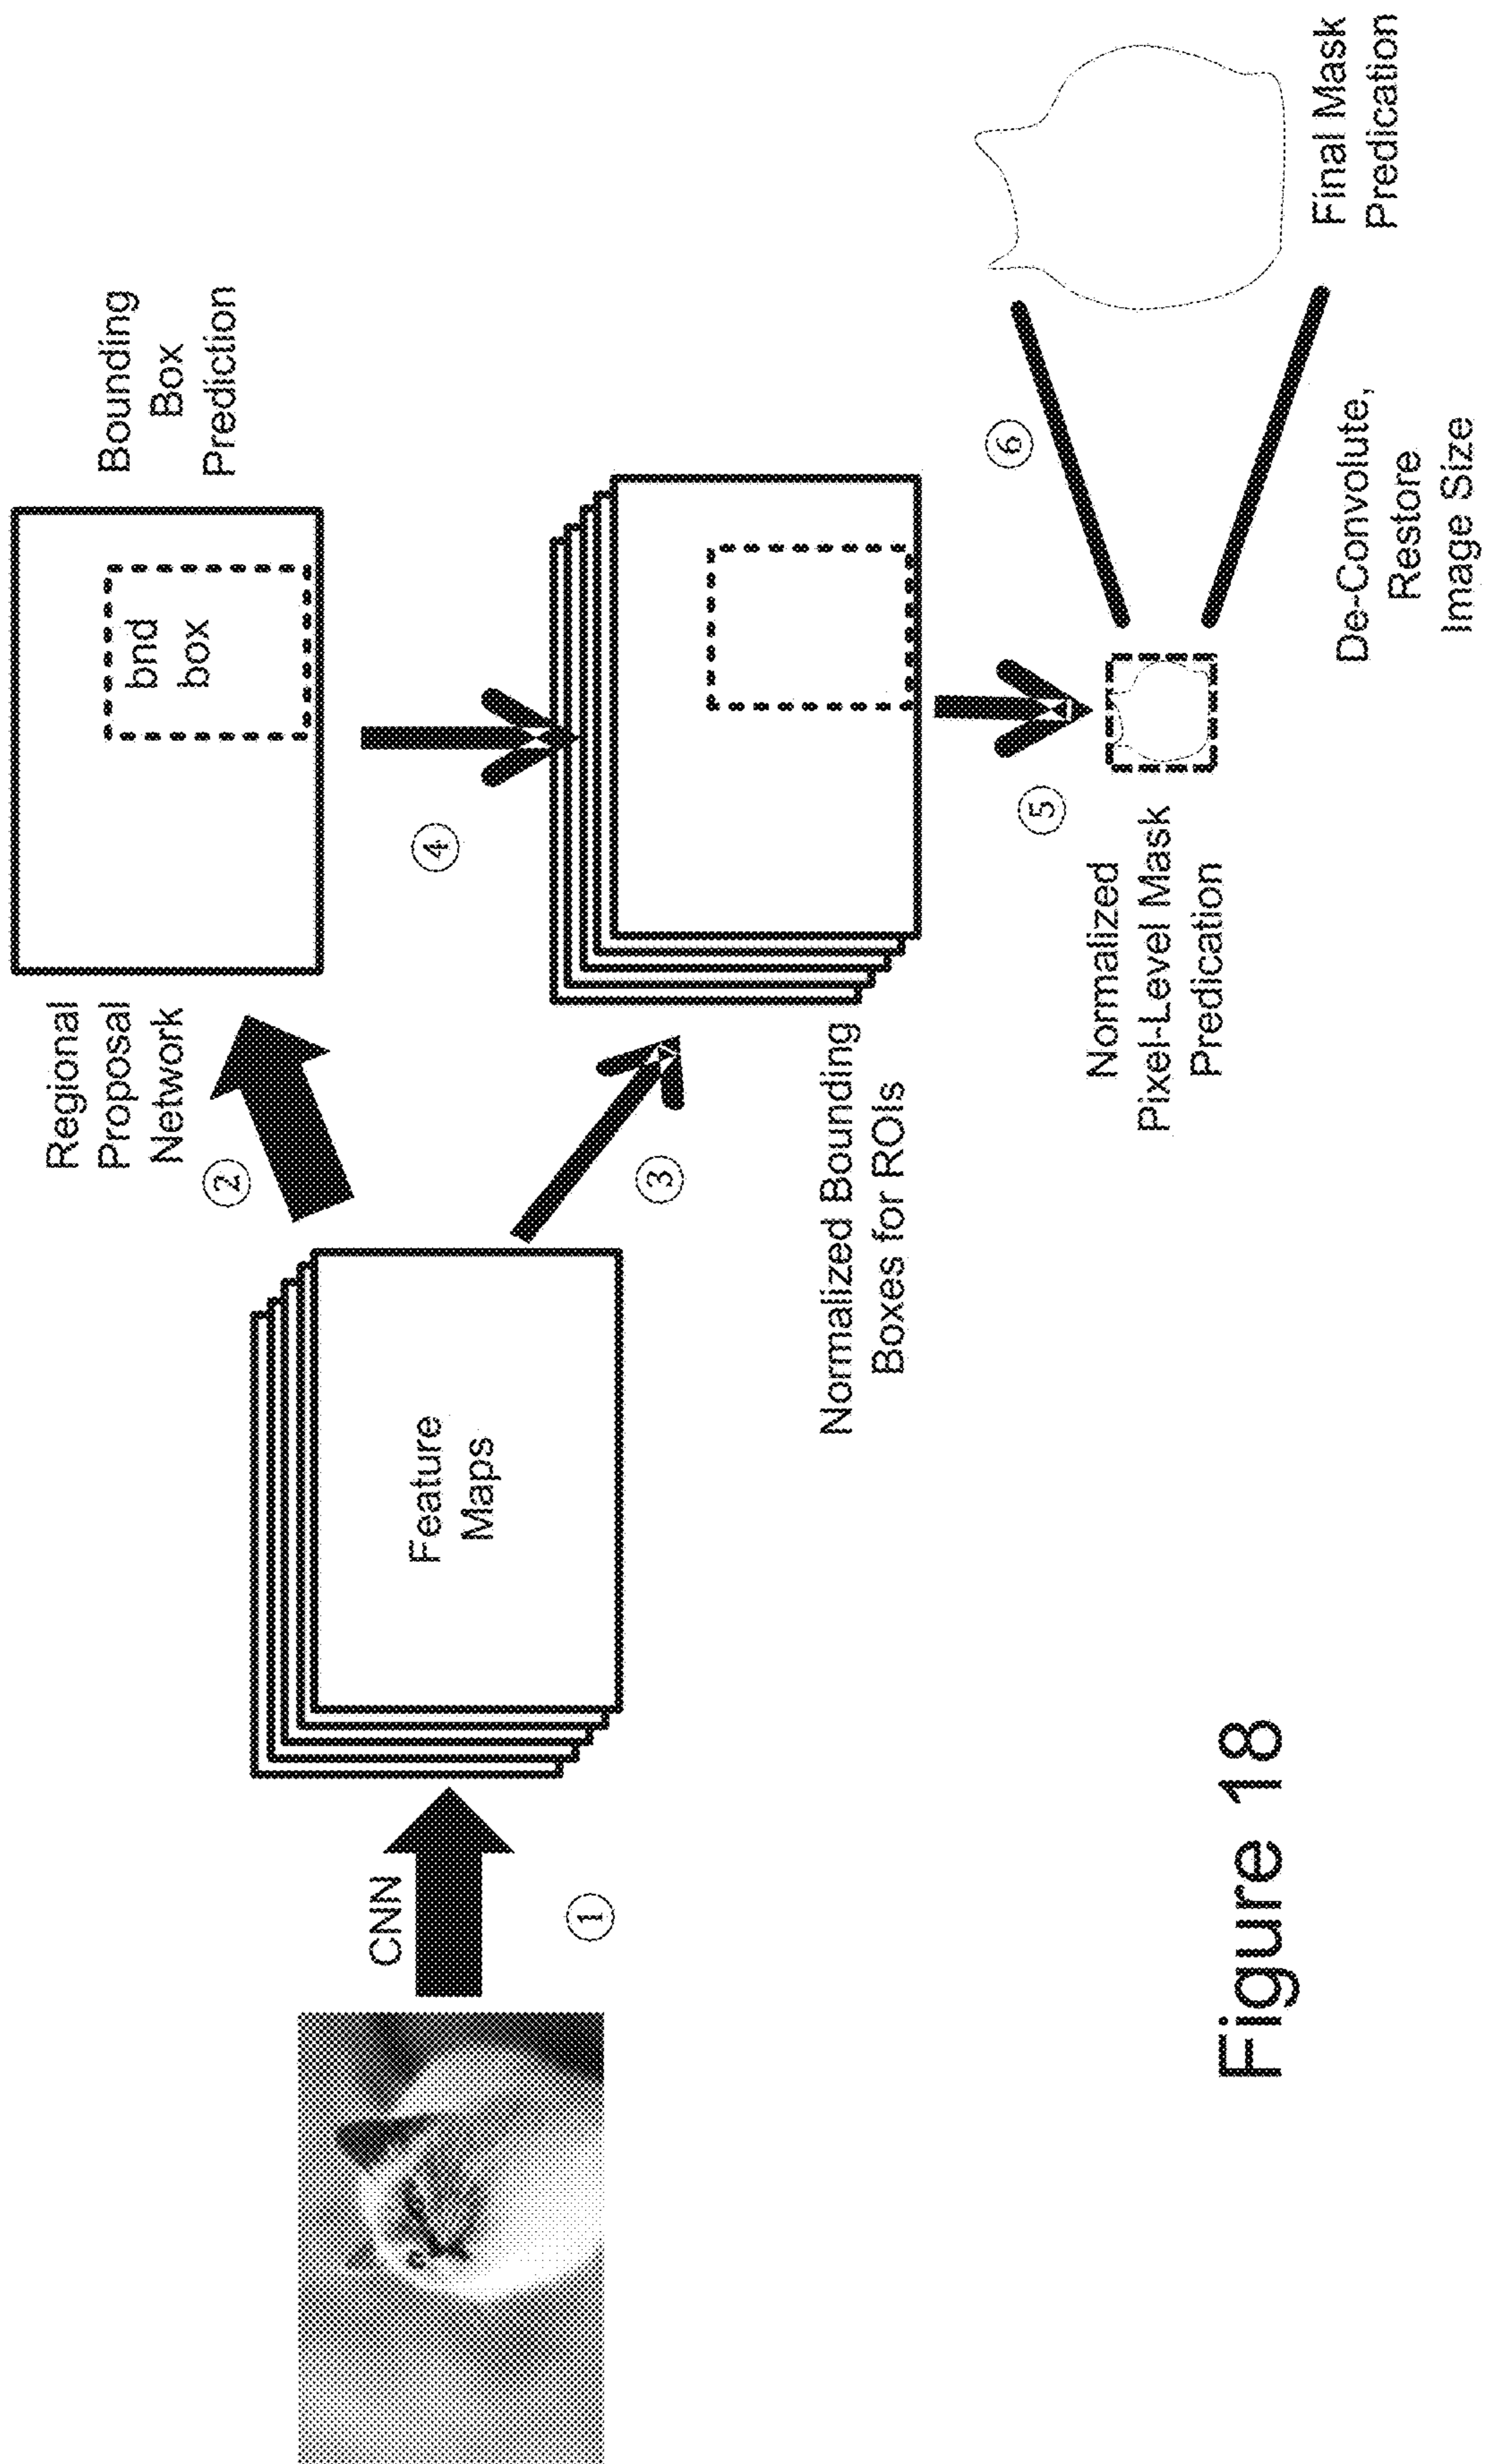 CNN
①
Feature
Maps
②
Regional
Proposal
Network
bnd
box
Bounding
Box
Prediction
③
④
Normalized Bounding
Boxes for ROIs
⑤
Normalized
Pixel-Level Mask
Predication
⑥
De-Convolute,
Restore
Image Size
Final Mask
Predication
Figure 18